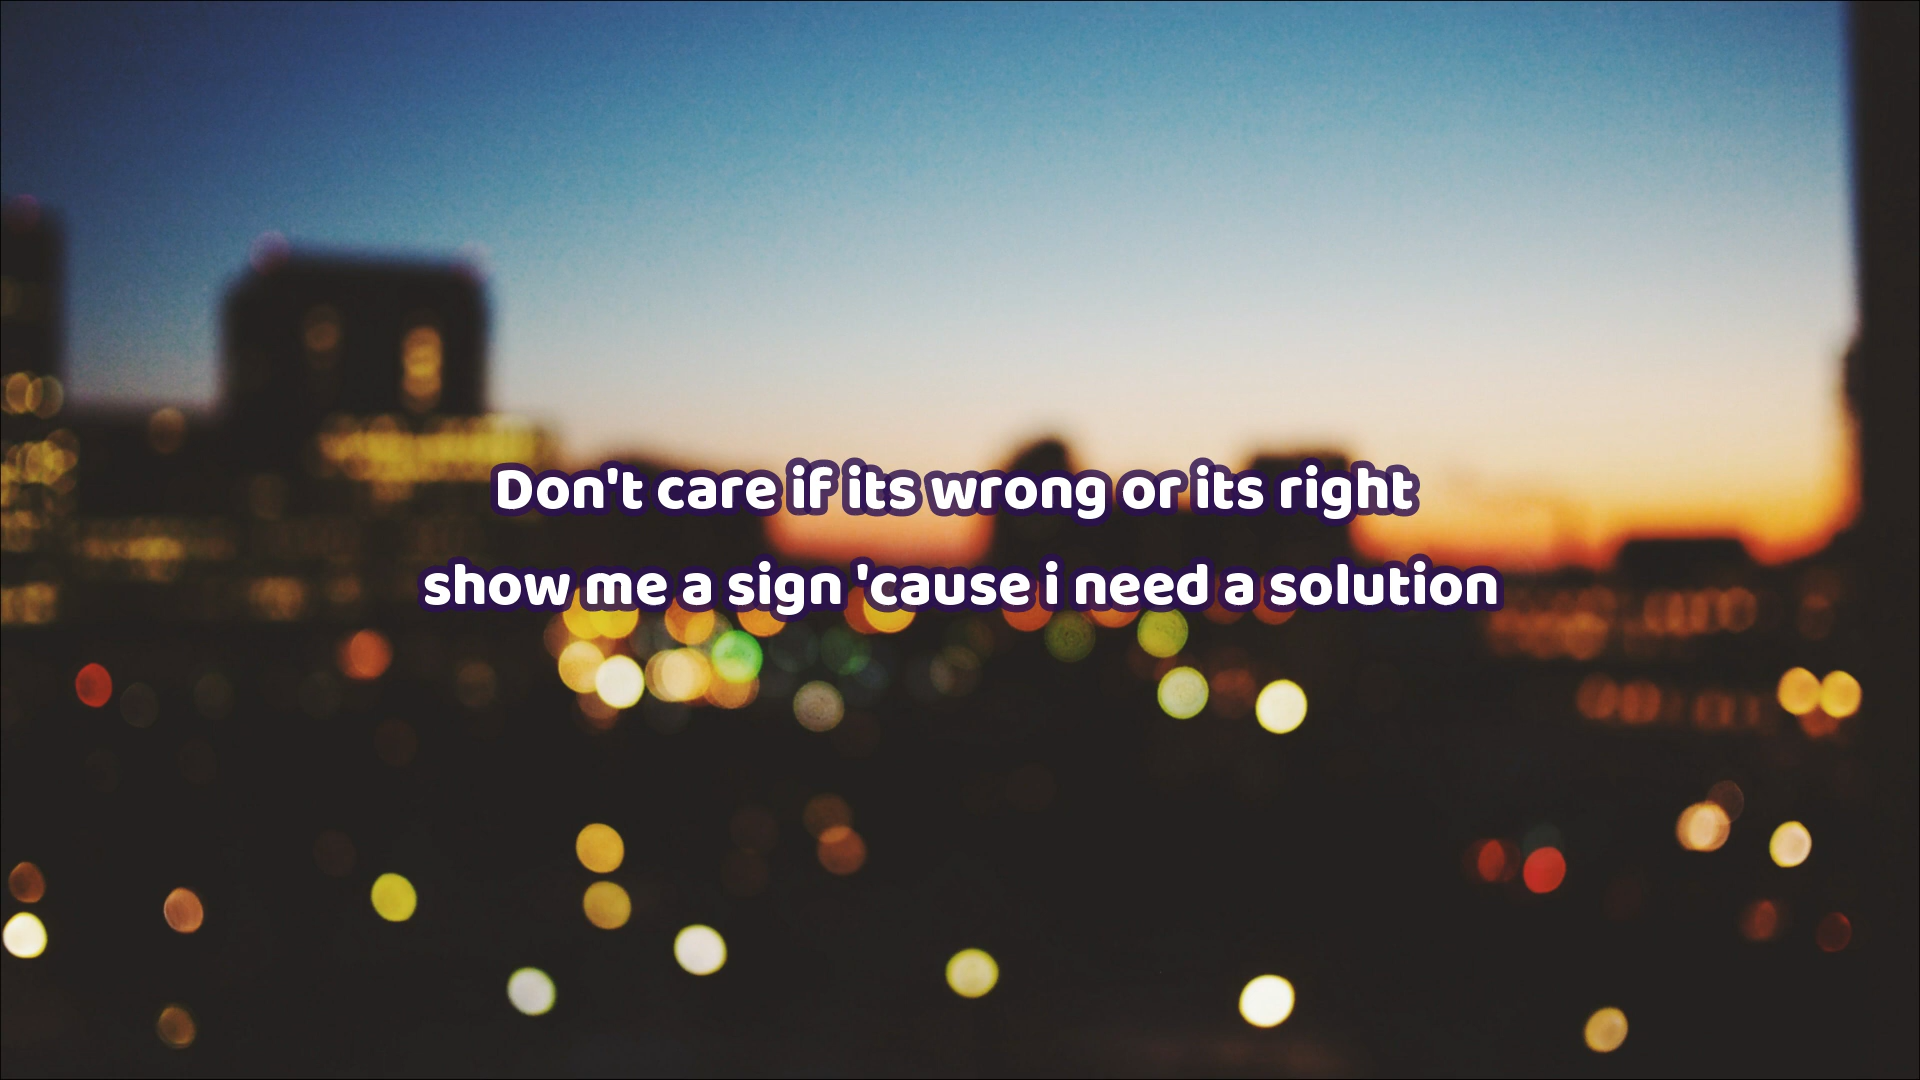 Don't care if its wrong or its right
show me a sign 'cause i need a solution